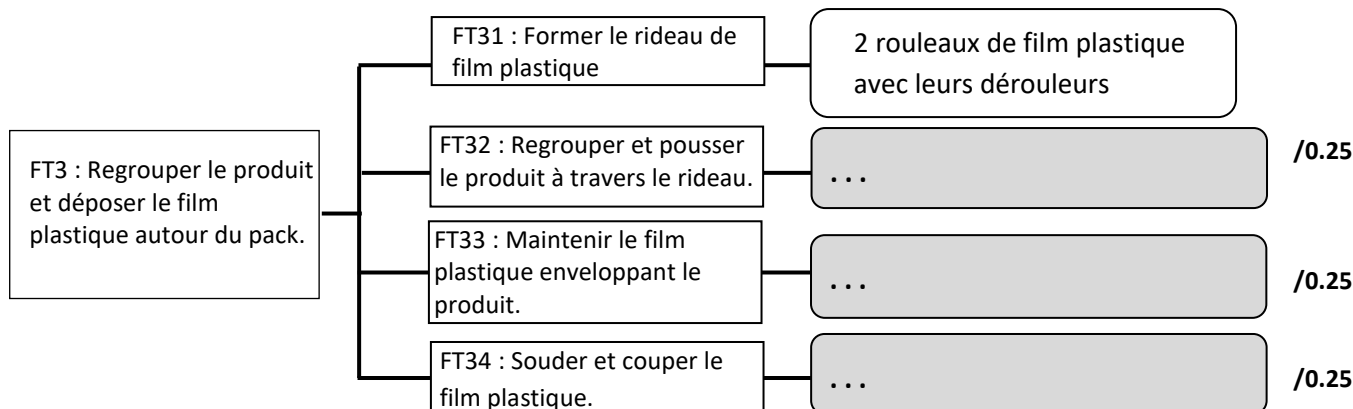 FT31 : Former le rideau de
film plastique
2 rouleaux de film plastique
avec leurs dérouleurs
FT3 : Regrouper le produit
et déposer le film
plastique autour du pack.
FT32 : Regrouper et pousser
le produit à travers le rideau.
...
/0.25
FT33 : Maintenir le film
plastique enveloppant le
produit.
...
/0.25
FT34 : Souder et couper le
film plastique.
...
/0.25